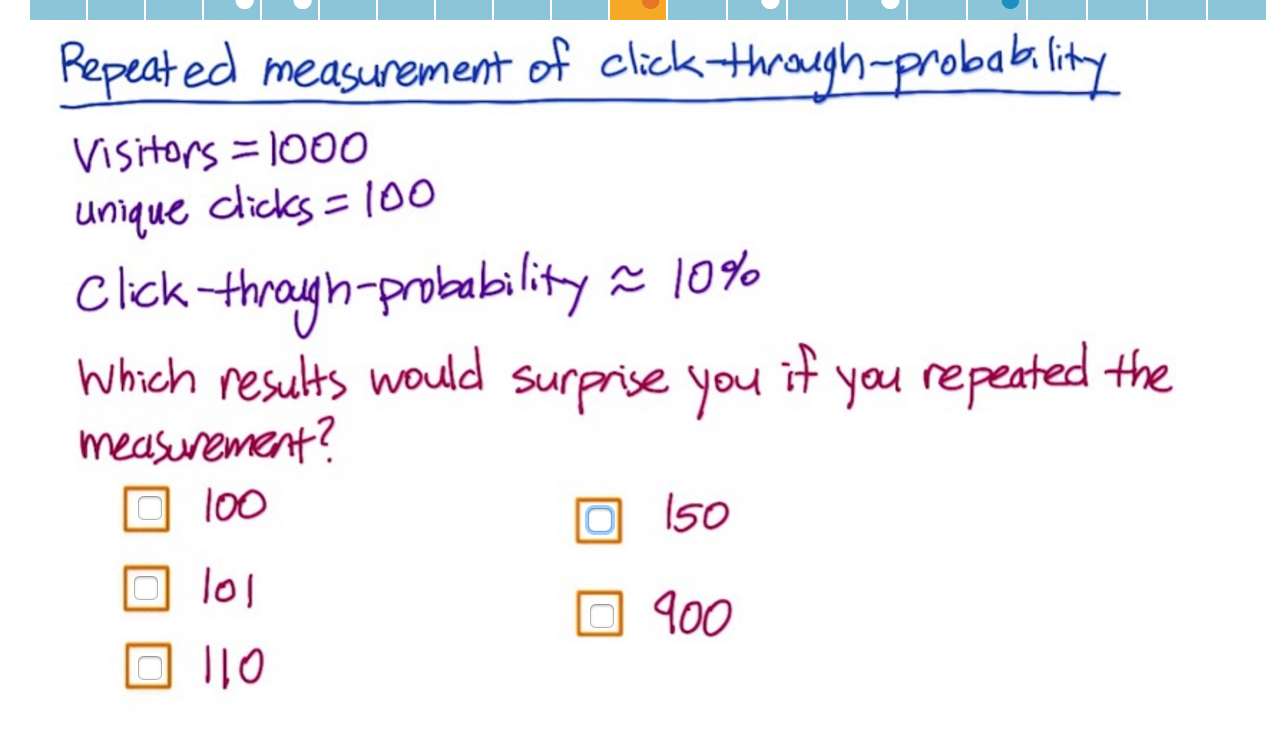 Repeated measurement of click-through-probability
Visitors = 1000
unique clicks = 100
Click-through-probability ≈ 10%
Which results would surprise you if you repeated the
measurement?
100
150
101
900
110